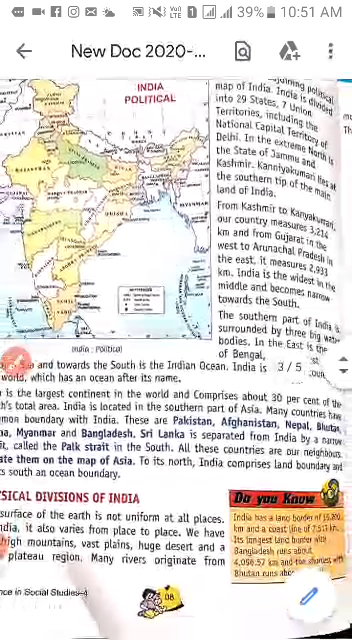 39% 10:51 AM
New Doc 2020-...
INDIA
POLITICAL
RAJASTHAN
ORISSA
India : Political
joining political
map of India. India is divided
into 29 States, 7 Union
Territories, including the
National Capital Territory of
Delhi. In the extreme North is
the State of Jammu and
Kashmir. Kanniyakumari lies at
the southern tip of the main
land of India.
From Kashmir to Kanyakumari
our country measures 3,214
km and from Gujarat in the
west to Arunachal Pradesh in
the east, it measures 2,933
km. India is the widest in the
middle and becomes narrow
towards the South.
The southern part of India is
surrounded by three big water
bodies. In the East is the
of Bengal,
and towards the South is the Indian Ocean. India is
3 / 5
world, which has an ocean after its name.
is the largest continent in the world and Comprises about 30 per cent of the
h's total area. India is located in the southern part of Asia. Many countries have
mon boundary with India. These are Pakistan, Afghanistan, Nepal, Bhutan,
na, Myanmar and Bangladesh. Sri Lanka is separated from India by a narrow
it, called the Palk strait in the South. All these countries are our neighbours.
ate them on the map of Asia. To its north, India comprises land boundary and
s south an ocean boundary.
SICAL DIVISIONS OF INDIA
surface of the earth is not uniform at all places.
ndia, it also varies from place to place. We have
high mountains, vast plains, huge desert and a
plateau region. Many rivers originate from
Do you Know
India has a land border of 15,200
km and a coast line of 7,517 km.
Its longest land border with
Bangladesh runs about
4,096.57 km and the shortest with
Bhutan runs abo
nce in Social Studies-4
08